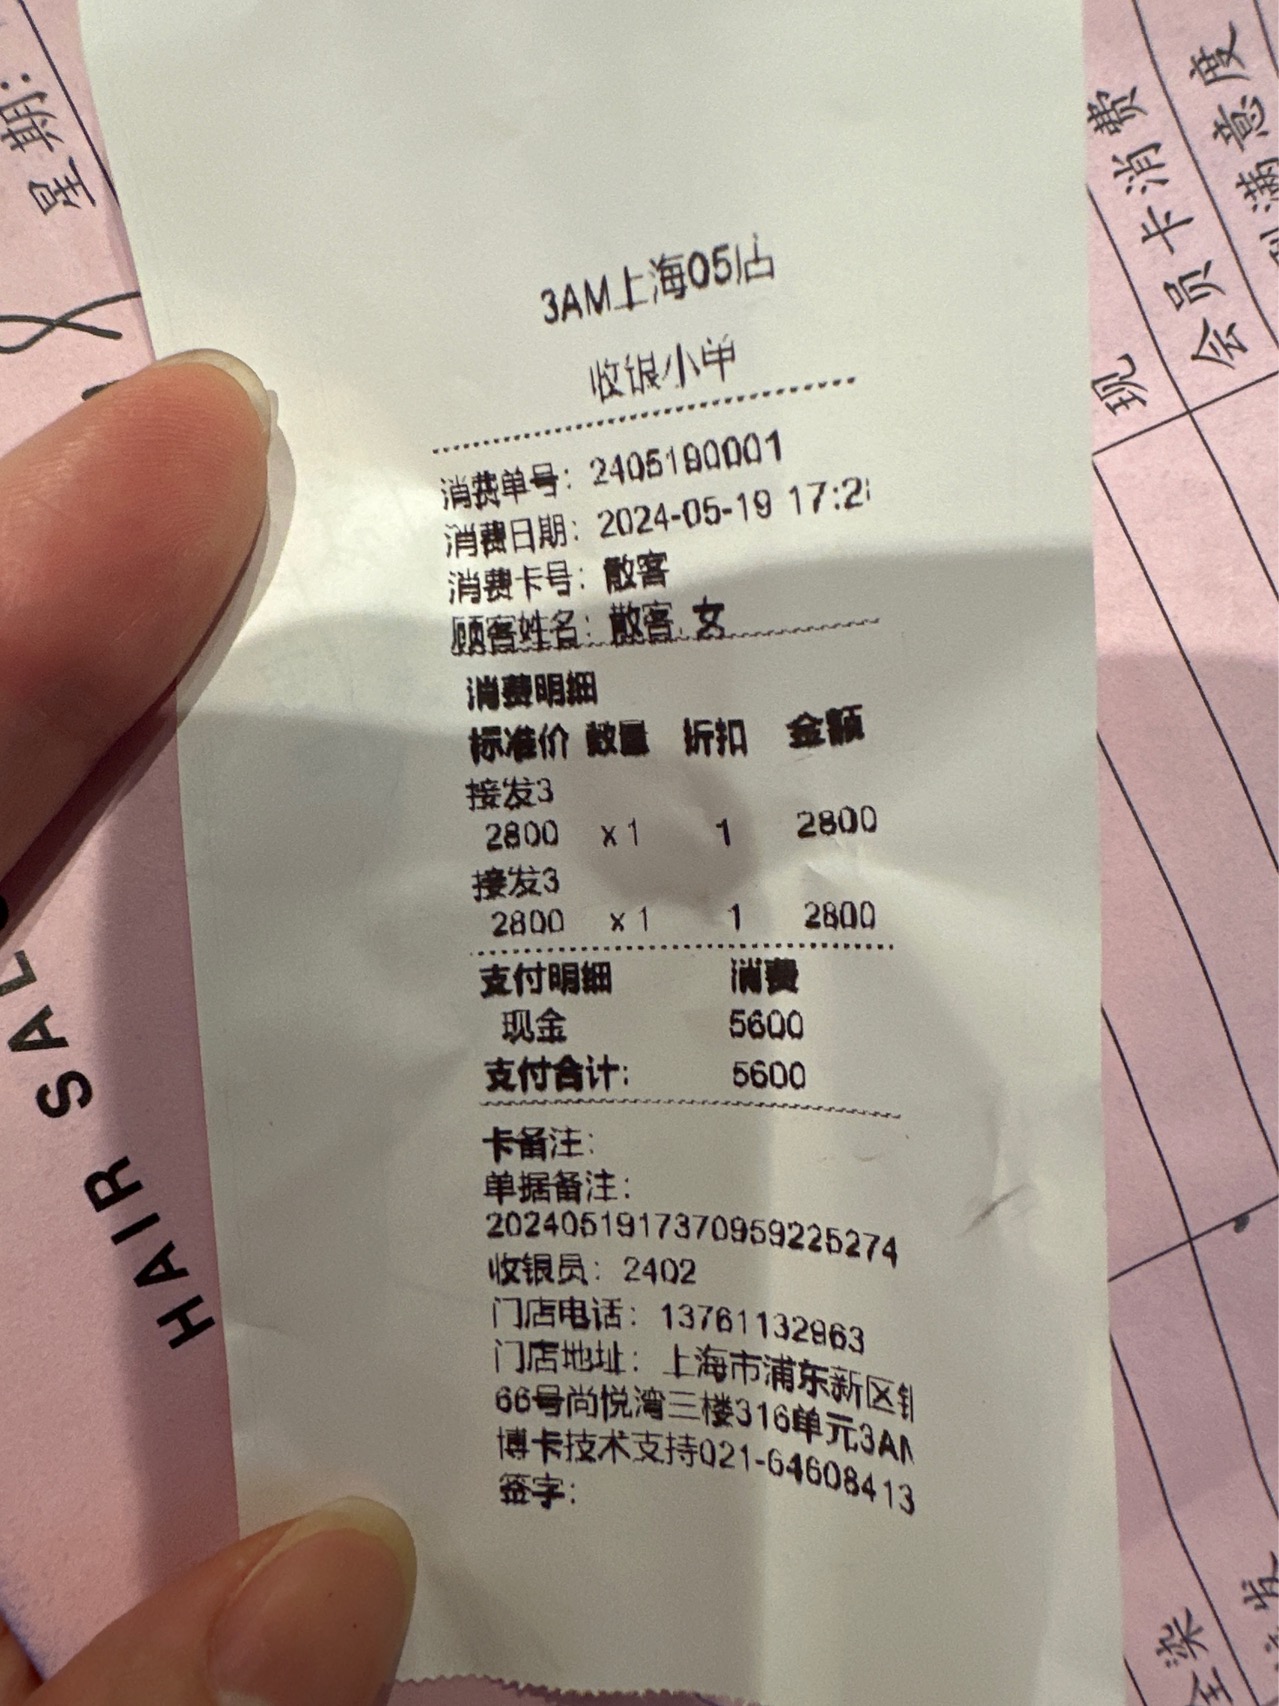 3AM上海05店
收银小单
消费单号：2405190001
消费日期：2024-05-19 17:2
消费卡号：散客
顾客姓名：散客 女
消费明细
标准价 数量 折扣 金额
接发3
2800 x1 1 2800
接发3
2800 x1 1 2800
支付明细 消费
现金 5600
支付合计： 5600
卡备注：
单据备注：
2024051917370959225274
收银员：2402
门店电话：13761132963
门店地址：上海市浦东新区
66号尚悦湾三楼316单元3A
博卡技术支持021-64608413
签字：
星期：
HAIR SAL
现
会员卡消费
满意度
染
发